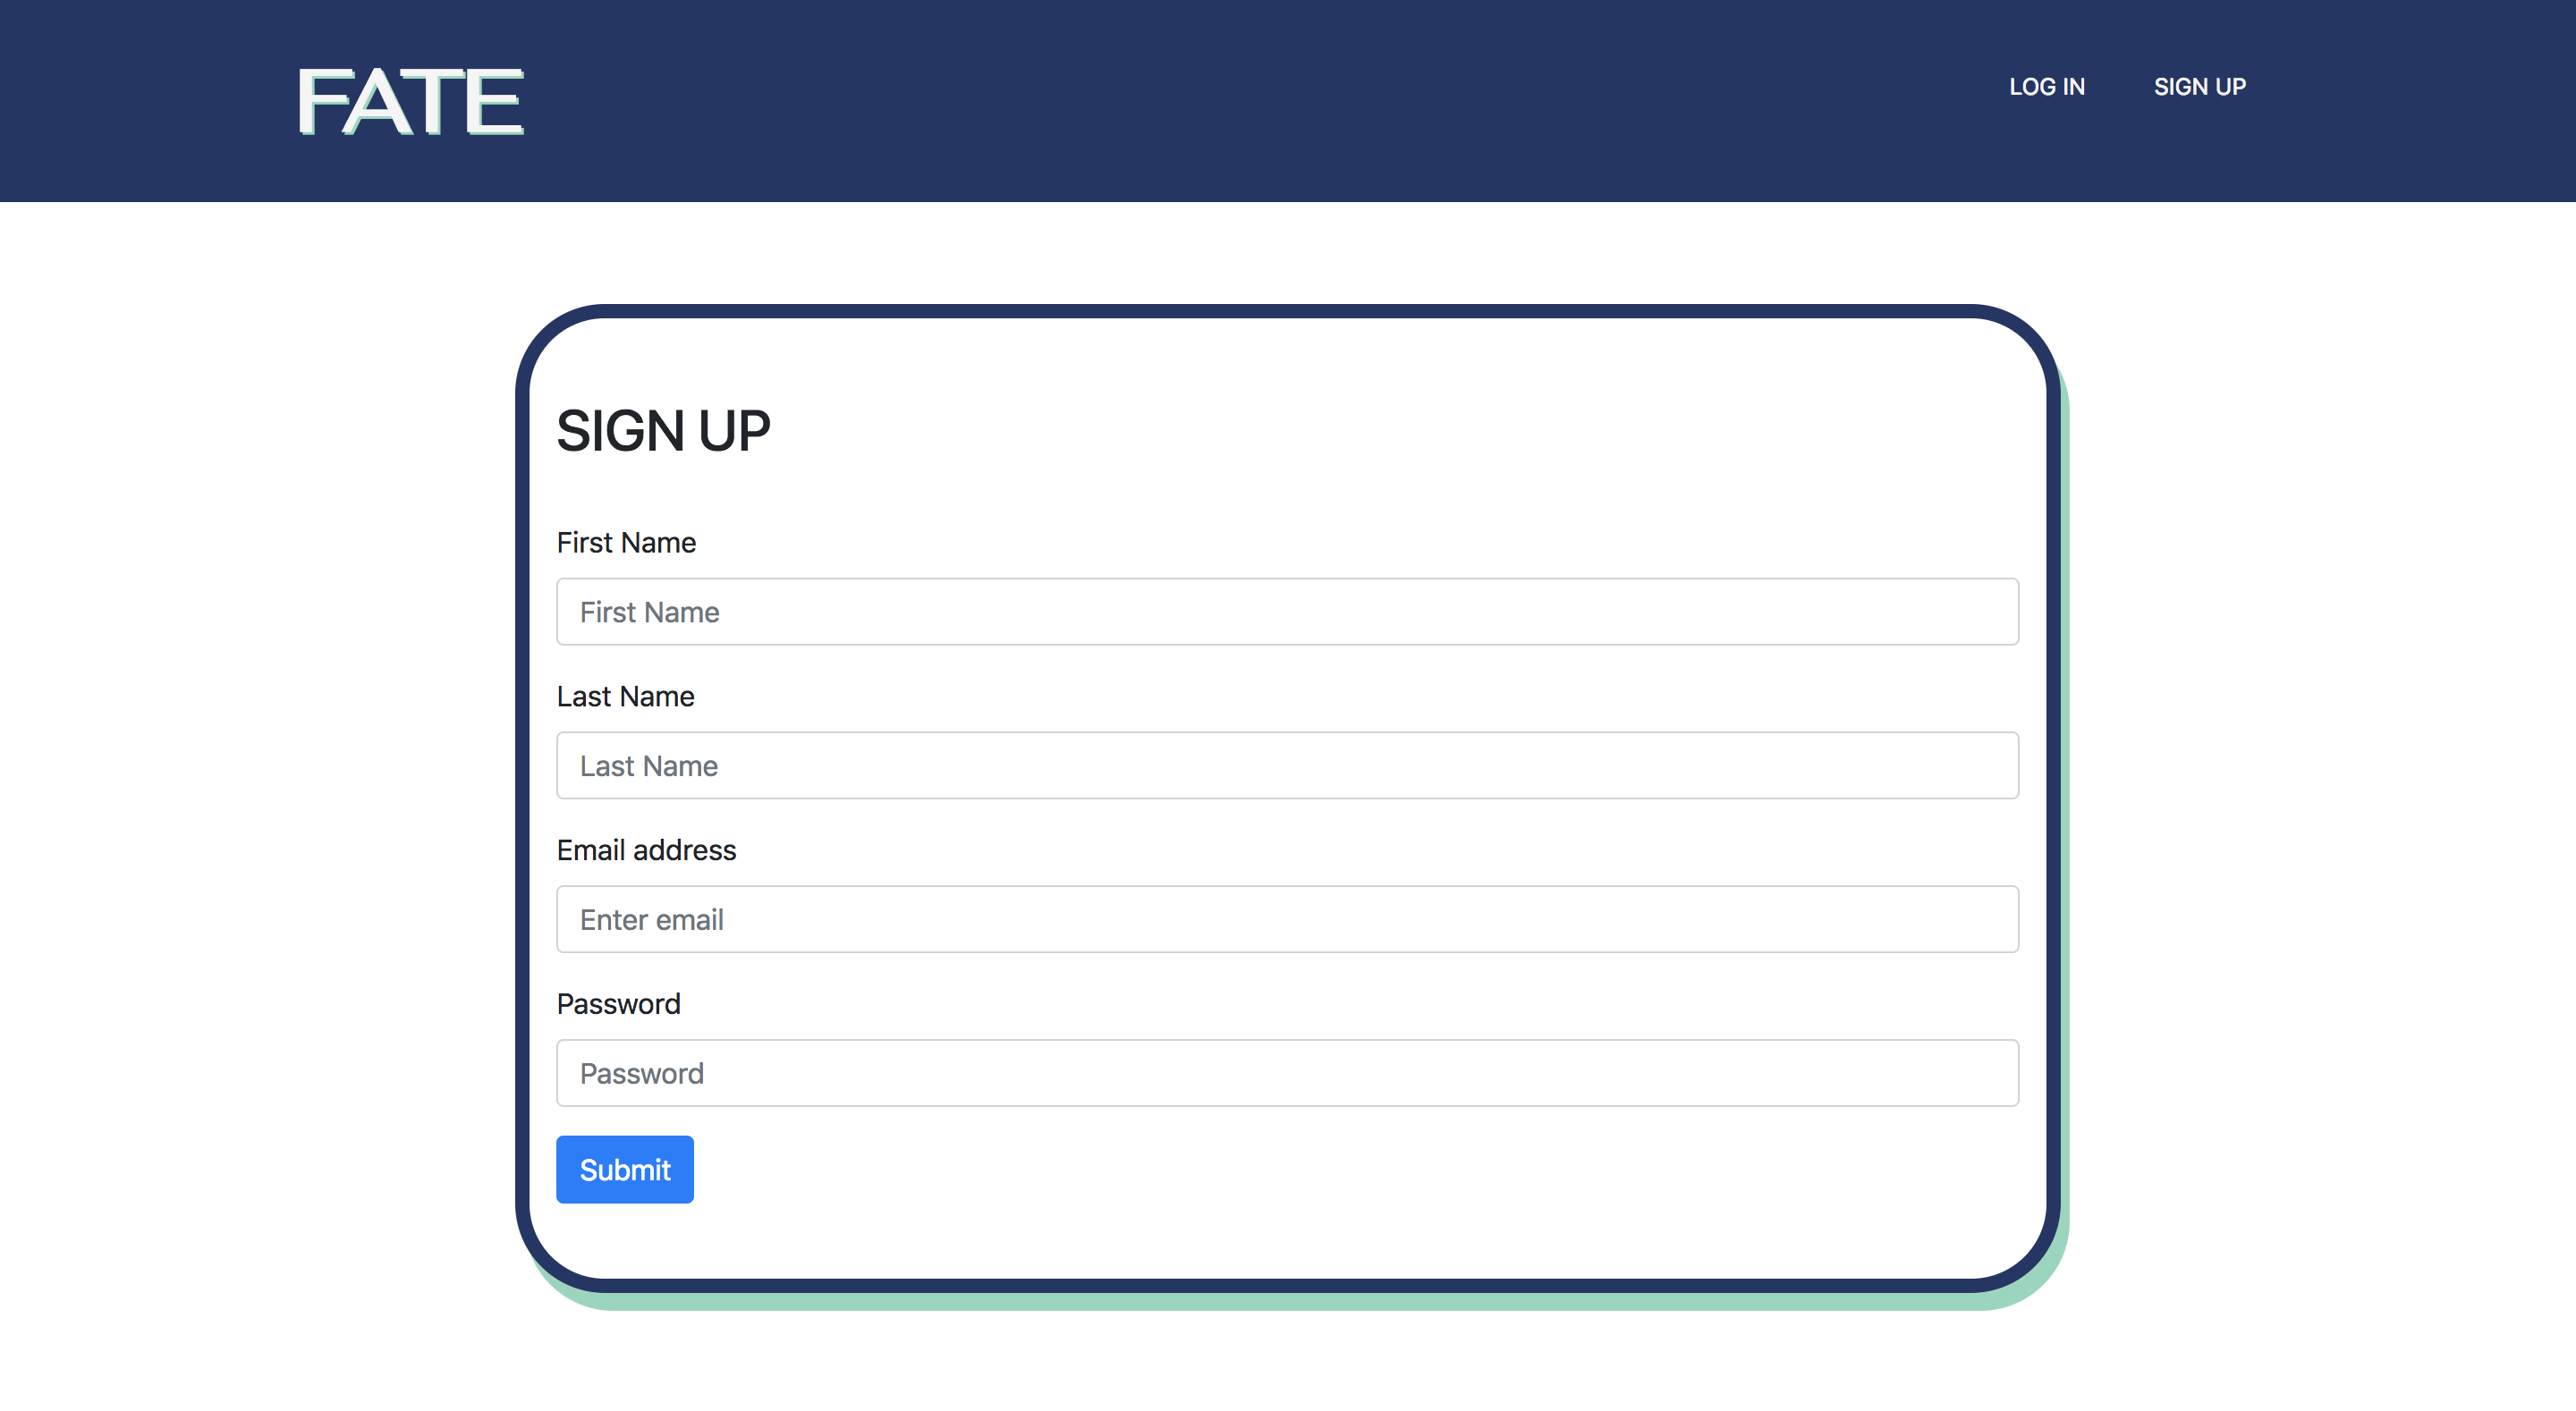 FATE
LOG IN
SIGN UP
SIGN UP
First Name
First Name
Last Name
Last Name
Email address
Enter email
Password
Password
Submit